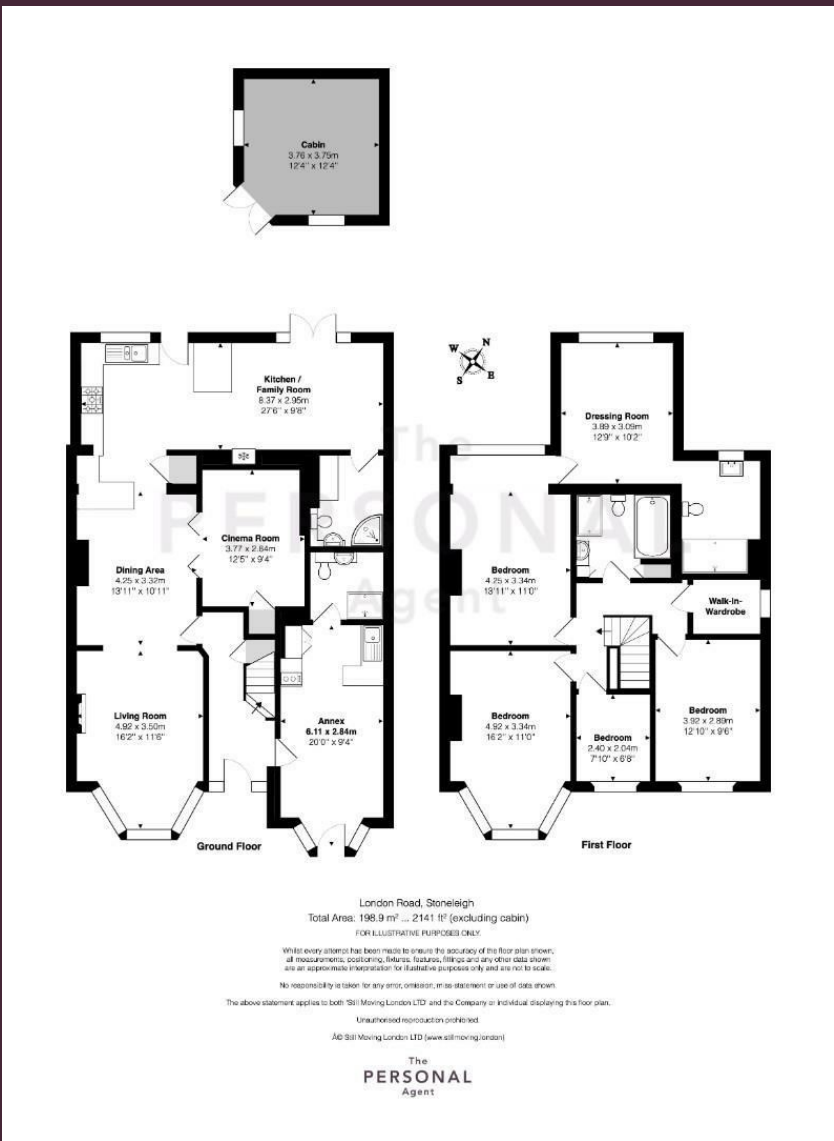 Cabin
3.76 x 3.75m
12'4" x 12'4"
Kitchen /
Family Room
8.37 x 2.95m
27'6" x 9'8"
Cinema Room
3.77 x 2.84m
12'5" x 9'4"
Dining Area
4.25 x 3.32m
13'11" x 10'11"
Living Room
4.92 x 3.50m
16'2" x 11'6"
Annex
6.11 x 2.84m
20'0" x 9'4"
Ground Floor
W N
S E
Dressing Room
3.89 x 3.09m
12'9" x 10'2"
Bedroom
4.25 x 3.34m
13'11" x 11'0"
Walk-In-
Wardrobe
Bedroom
4.92 x 3.34m
16'2" x 11'0"
Bedroom
2.40 x 2.04m
7'10" x 6'8"
Bedroom
3.92 x 2.89m
12'10" x 9'6"
First Floor
The
PERSONAL
Agent
London Road, Stoneleigh
Total Area: 198.9 m² ... 2141 ft² (excluding cabin)
FOR ILLUSTRATIVE PURPOSES ONLY.
Whilst every attempt has been made to ensure the accuracy of the floor plan shown,
all measurements, positioning, fixtures, features, fittings and any other data shown
are an approximate interpretation for illustrative purposes only and are not to scale.
No responsibility is taken for any error, omission, miss-statement or use of data shown.
The above statement applies to both 'Still Moving London LTD' and the Company or individual displaying this floor plan.
Unauthorised reproduction prohibited.
Â© Still Moving London LTD (www.stillmoving.london)
The
PERSONAL
Agent